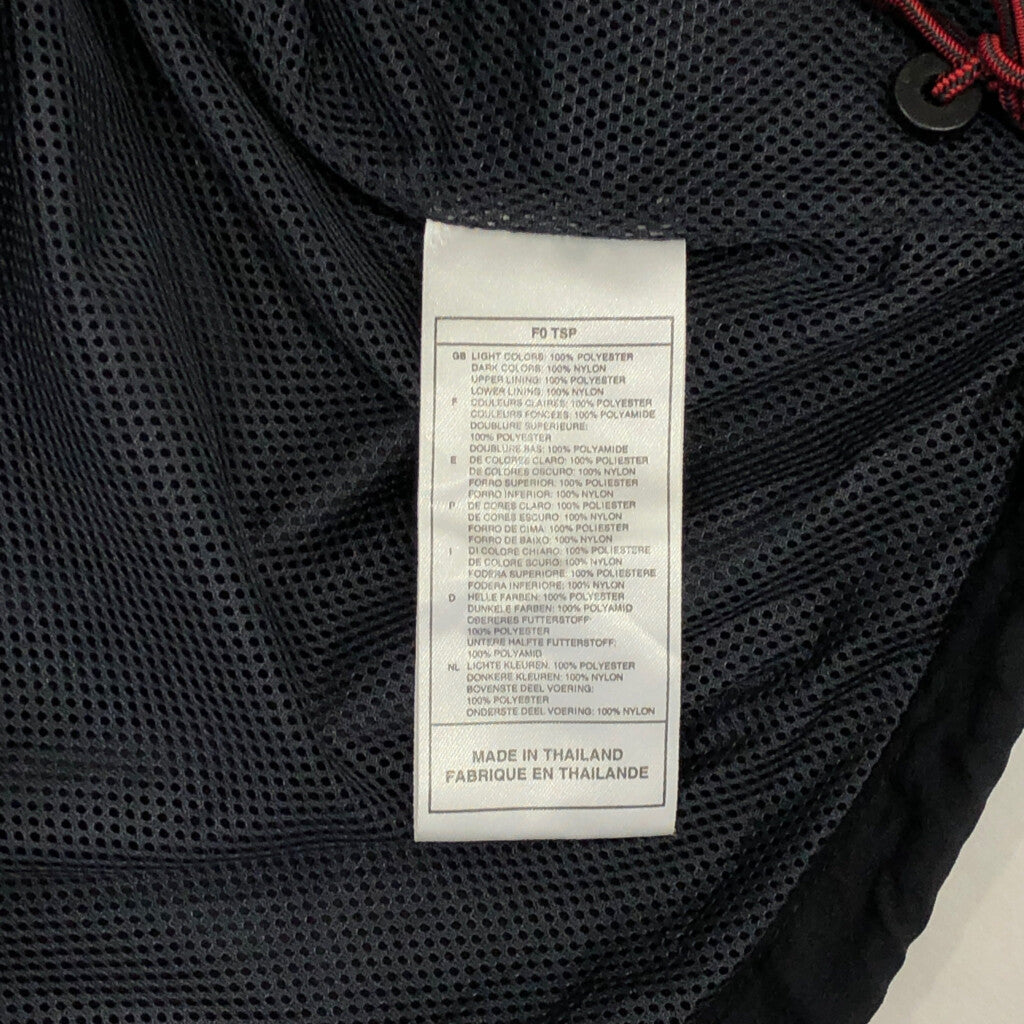 F0 TSP
GB LIGHT COLORS: 100% POLYESTER
DARK COLORS: 100% NYLON
UPPER LINING: 100% POLYESTER
LOWER LINING: 100% NYLON
F COULEURS CLAIRES: 100% POLYESTER
COULEURS FONCEES: 100% POLYAMIDE
DOUBLURE SUPERIEURE:
100% POLYESTER
DOUBLURE BAS: 100% POLYAMIDE
E DE COLORES CLARO: 100% POLIESTER
DE COLORES OSCURO: 100% NYLON
FORRO SUPERIOR: 100% POLIESTER
FORRO INFERIOR: 100% NYLON
P DE CORES CLARO: 100% POLIESTER
DE CORES ESCURO: 100% NYLON
FORRO DE CIMA: 100% POLIESTER
FORRO DE BAIXO: 100% NYLON
I DI COLORE CHIARO: 100% POLIESTERE
DE COLORE SCURO: 100% NYLON
FODERA SUPERIORE: 100% POLIESTERE
FODERA INFERIORE: 100% NYLON
D HELLE FARBEN: 100% POLYESTER
DUNKELE FARBEN: 100% POLYAMID
OBERERES FUTTERSTOFF:
100% POLYESTER
UNTERE HALFTE FUTTERSTOFF:
100% POLYAMID
NL LICHTE KLEUREN: 100% POLYESTER
DONKERE KLEUREN: 100% NYLON
BOVENSTE DEEL VOERING:
100% POLYESTER
ONDERSTE DEEL VOERING: 100% NYLON
MADE IN THAILAND
FABRIQUE EN THAILANDE